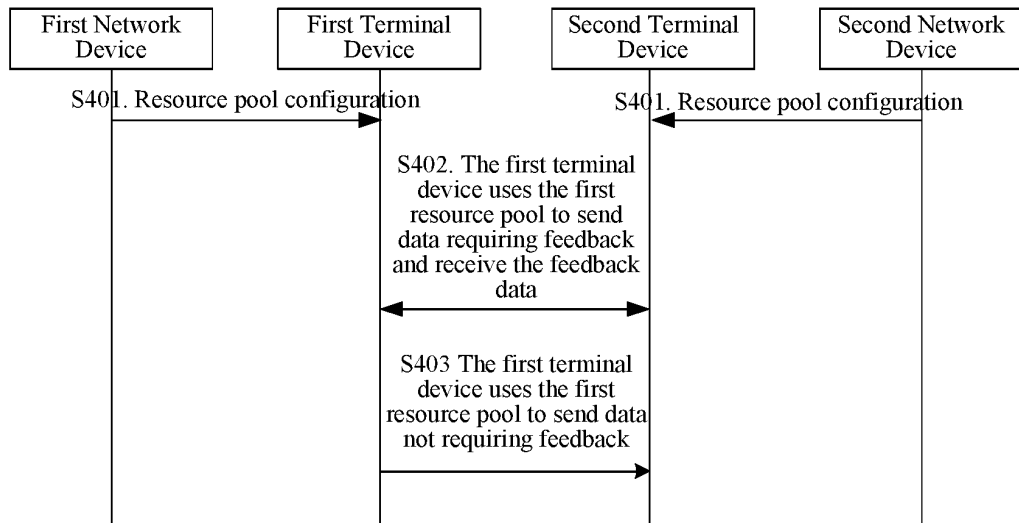 First Network
Device
First Terminal
Device
Second Terminal
Device
Second Network
Device
S401. Resource pool configuration
S401. Resource pool configuration
S402. The first terminal
device uses the first
resource pool to send
data requiring feedback
and receive the feedback
data
S403 The first terminal
device uses the first
resource pool to send data
not requiring feedback